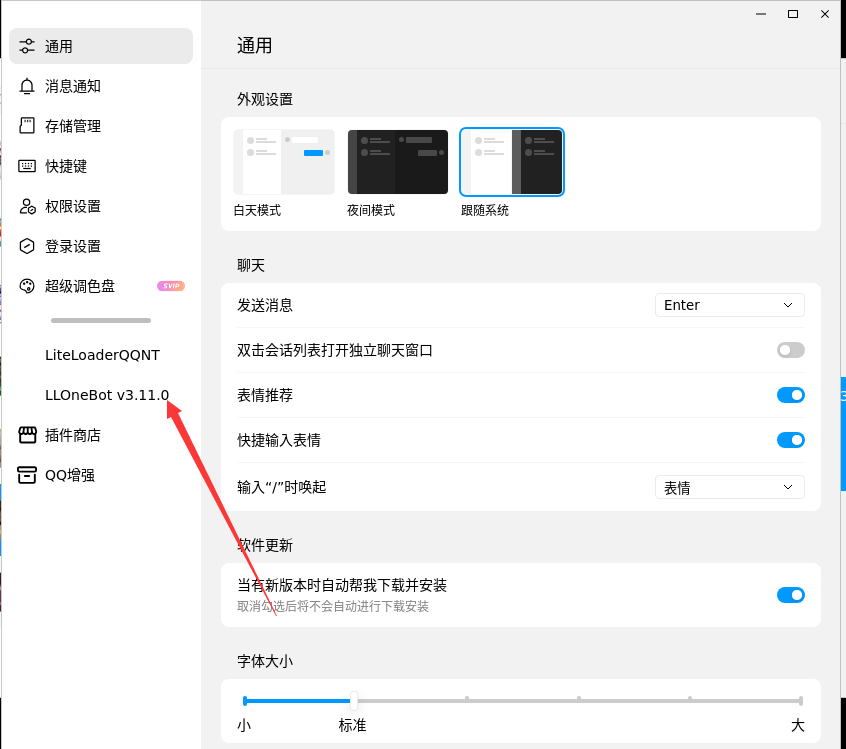 通用
消息通知
存储管理
快捷键
权限设置
登录设置
超级调色盘 SVIP
LiteLoaderQQNT
LLOneBot v3.11.0
插件商店
QQ增强
通用
外观设置
白天模式 夜间模式 跟随系统
聊天
发送消息 Enter
双击会话列表打开独立聊天窗口
表情推荐
快捷输入表情
输入“/”时唤起 表情
软件更新
当有新版本时自动帮我下载并安装
取消勾选后将不会自动进行下载安装
字体大小
小 标准 大